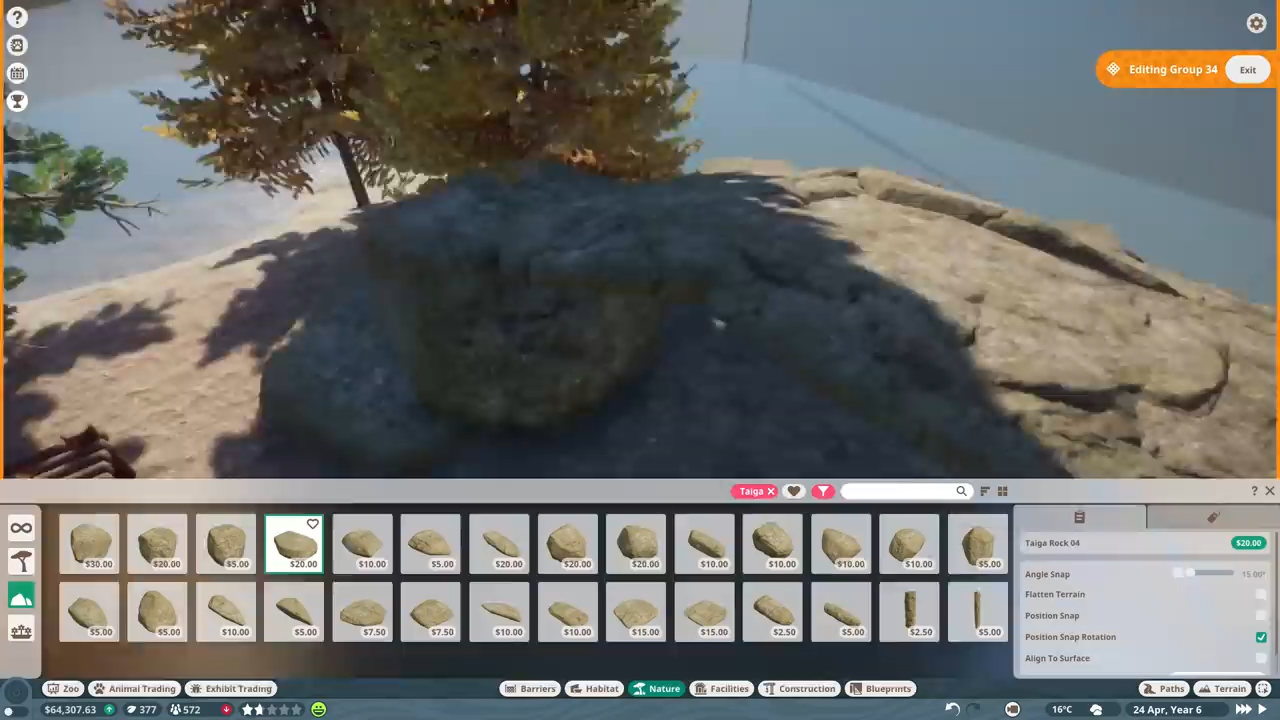 ?
Editing Group 34
Exit
Taiga ×
? ×
$30.00 $20.00 $5.00 $20.00 $10.00 $5.00 $20.00 $20.00 $20.00 $10.00 $10.00 $10.00 $10.00 $5.00
$5.00 $5.00 $10.00 $5.00 $7.50 $7.50 $10.00 $10.00 $15.00 $15.00 $2.50 $5.00 $2.50 $5.00
Taiga Rock 04 $20.00
Angle Snap 15.00°
Flatten Terrain
Position Snap
Position Snap Rotation
Align To Surface
Zoo Animal Trading Exhibit Trading Barriers Habitat Nature Facilities Construction Blueprints Paths Terrain
$64,307.63 377 572 16°C 24 Apr, Year 6